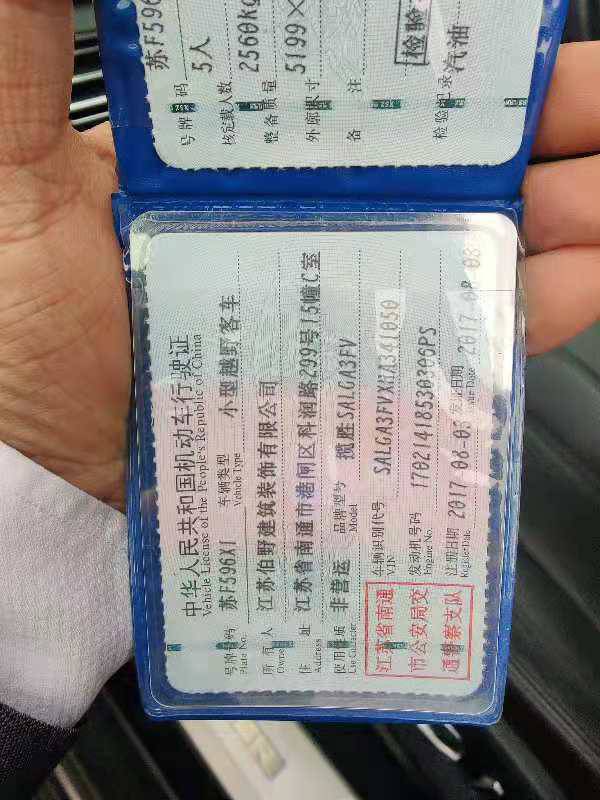 中华人民共和国机动车行驶证
Vehicle License of the People's Republic of China
号牌号码 苏F596X1 车辆类型 小型越野客车
Plate No. Vehicle Type
所有人 江苏伯野建筑装饰有限公司
Owner
住址 江苏省南通市港闸区科润路299号15幢C室
Address
使用性质 非营运 品牌型号 揽胜SALGA3FV
Use Character Model
江苏省南通
市公安局交
通警察支队
车辆识别代号 SALGA3FVXHA341050
VIN
发动机号码 17021418530306PS
Engine No.
注册日期 2017-08-03 发证日期 2017-08-03
Register Date Issue Date
号牌号码 苏F596
核定载人数 5人
整备质量 2560kg
外廓尺寸 5199×
备注
检验记录 汽油
检验